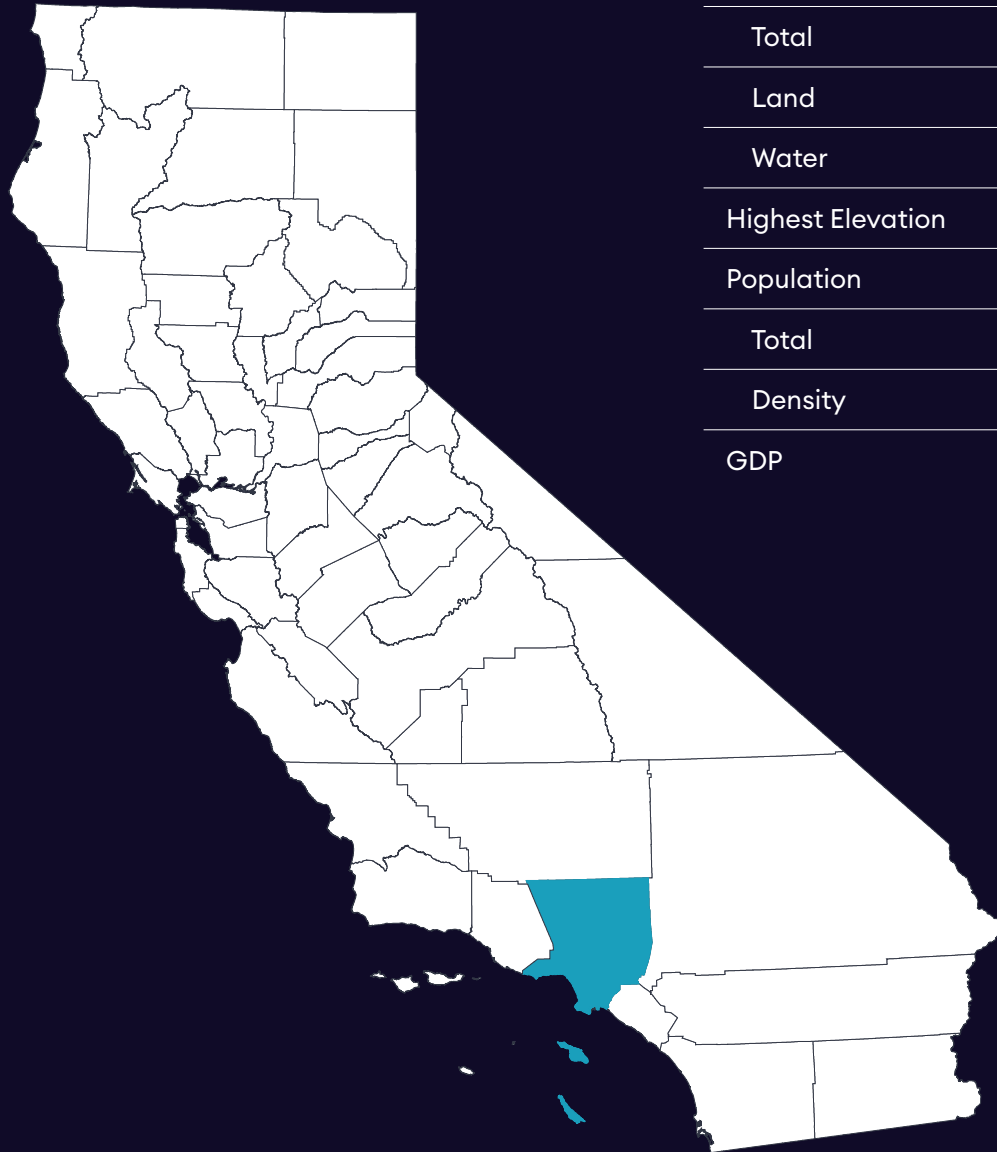 Total
Land
Water
Highest Elevation
Population
Total
Density
GDP